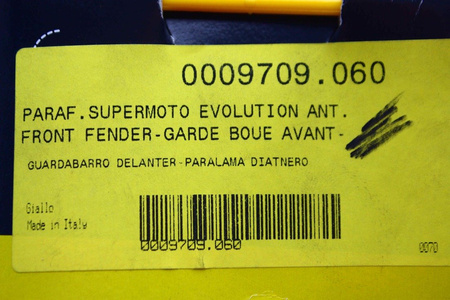 0009709.060
PARAF.SUPERMOTO EVOLUTION ANT.
FRONT FENDER-GARDE BOUE AVANT-
GUARDABARRO DELANTER-PARALAMA DIATNERO
Giallo
Made in Italy
0009709.060
0070